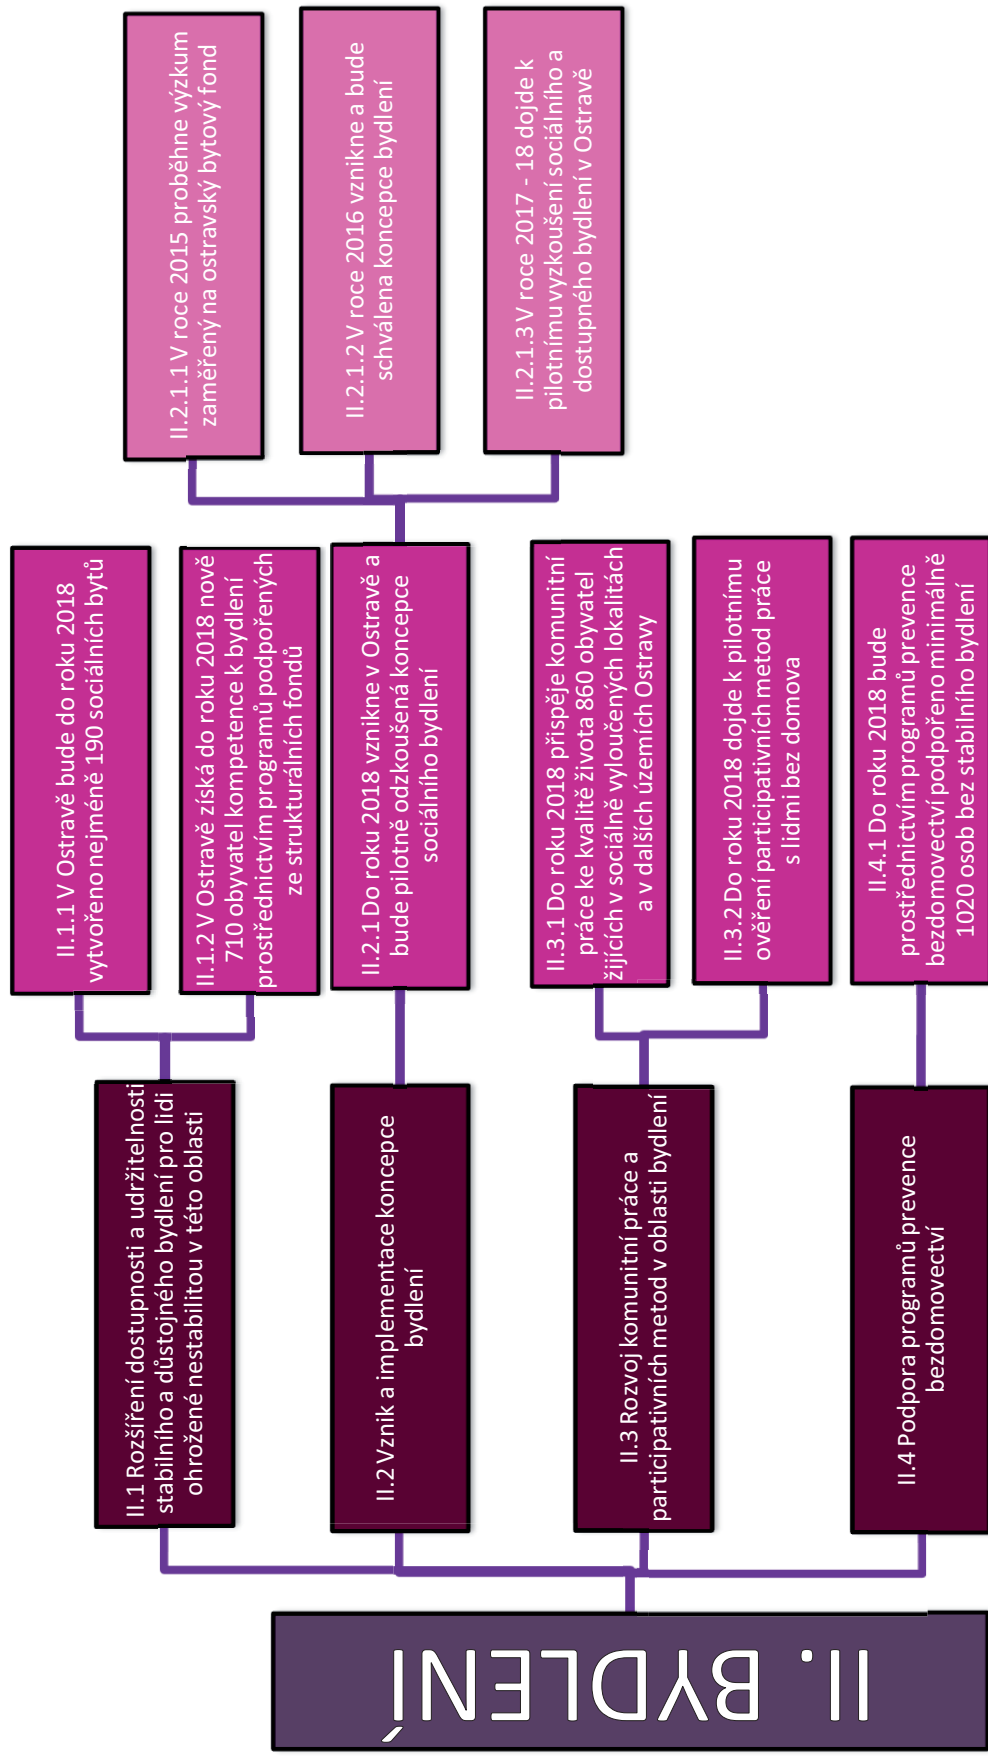 II. BYDLENÍ
II.1 Rozšíření dostupnosti a udržitelnosti
stabilního a důstojného bydlení pro lidi
ohrožené nestabilitou v této oblasti
II.1.1 V Ostravě bude do roku 2018
vytvořeno nejméně 190 sociálních bytů
II.1.2 V Ostravě získá do roku 2018 nově
710 obyvatel kompetence k bydlení
prostřednictvím programů podpořených
ze strukturálních fondů
II.2 Vznik a implementace koncepce
bydlení
II.2.1 Do roku 2018 vznikne v Ostravě a
bude pilotně odzkoušená koncepce
sociálního bydlení
II.2.1.1 V roce 2015 proběhne výzkum
zaměřený na ostravský bytový fond
II.2.1.2 V roce 2016 vznikne a bude
schválena koncepce bydlení
II.2.1.3 V roce 2017 - 18 dojde k
pilotnímu vyzkoušení sociálního a
dostupného bydlení v Ostravě
II.3 Rozvoj komunitní práce a
participativních metod v oblasti bydlení
II.3.1 Do roku 2018 přispěje komunitní
práce ke kvalitě života 860 obyvatel
žijících v sociálně vyloučených lokalitách
a v dalších územích Ostravy
II.3.2 Do roku 2018 dojde k pilotnímu
ověření participativních metod práce
s lidmi bez domova
II.4 Podpora programů prevence
bezdomovectví
II.4.1 Do roku 2018 bude
prostřednictvím programů prevence
bezdomovectví podpořeno minimálně
1020 osob bez stabilního bydlení